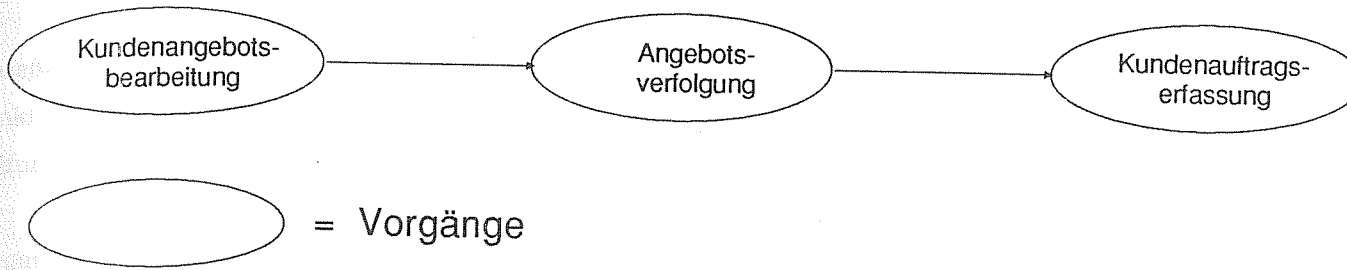 Kundenangebots-
bearbeitung
Angebots-
verfolgung
Kundenauftrags-
erfassung
= Vorgänge